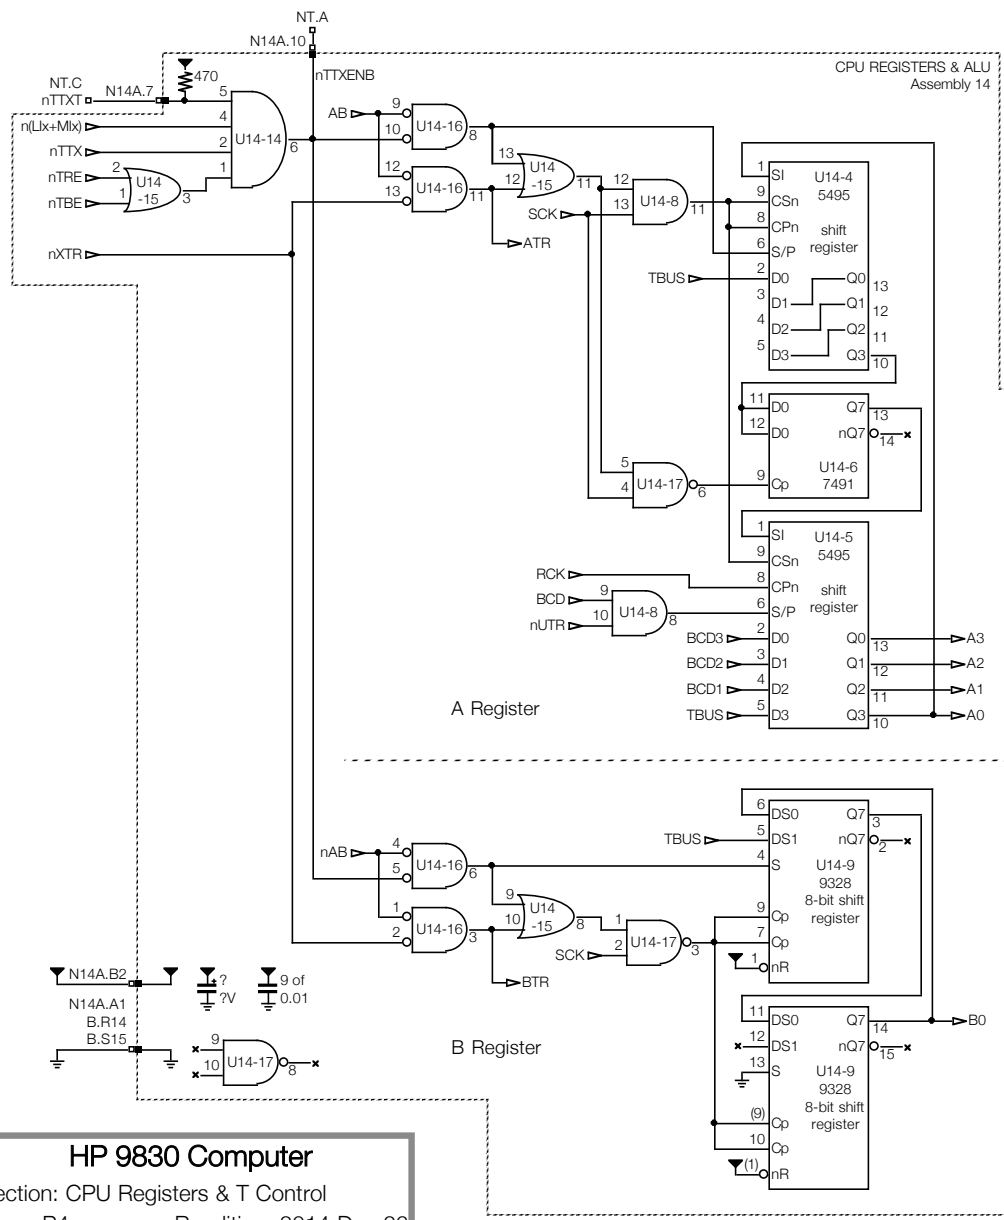 NT.A
N14A.10
nTTXENB
CPU REGISTERS & ALU
Assembly 14
470
NT.C
nTTXT
N14A.7
n(LIx+MIx)
nTTX
nTRE
nTBE
nXTR
5
4
2
1
U14-14
6
2
1
U14
-15
3
AB
9
10
U14-16
8
12
13
U14-16
11
13
12
U14
-15
11
ATR
SCK
12
13
U14-8
11
TBUS
1
SI
9
CSn
8
CPn
6
S/P
2
D0
3
D1
4
D2
5
D3
U14-4
5495
shift
register
Q0
13
Q1
12
Q2
11
Q3
10
11
D0
12
D0
9
Cp
Q7
13
nQ7
14
U14-6
7491
5
4
U14-17
6
1
SI
9
CSn
8
CPn
6
S/P
2
D0
3
D1
4
D2
5
D3
U14-5
5495
shift
register
Q0
13
Q1
12
Q2
11
Q3
10
RCK
BCD
nUTR
9
10
U14-8
8
BCD3
BCD2
BCD1
TBUS
A3
A2
A1
A0
A Register
nAB
4
5
U14-16
6
1
2
U14-16
3
9
10
U14
-15
8
BTR
SCK
1
2
U14-17
3
TBUS
6
DS0
5
DS1
4
S
9
Cp
7
Cp
1
nR
Q7
3
nQ7
2
U14-9
9328
8-bit shift
register
11
DS0
12
DS1
13
S
(9)
Cp
10
Cp
(1)
nR
Q7
14
nQ7
15
U14-9
9328
8-bit shift
register
B0
B Register
N14A.B2
N14A.A1
B.R14
B.S15
+
?
?V
9 of
0.01
9
10
U14-17
8
HP 9830 Computer
ection: CPU Registers & T Control